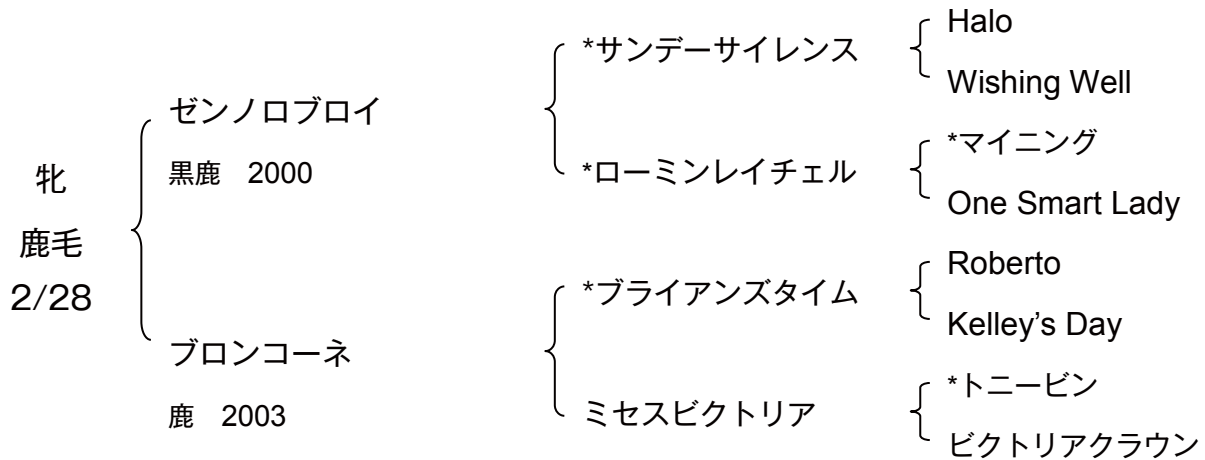 牝
鹿毛
2/28
ゼンノロブロイ
黒鹿　2000
ブロンコーネ
鹿　2003
*サンデーサイレンス
*ローミンレイチェル
*ブライアンズタイム
ミセスビクトリア
Halo
Wishing Well
*マイニング
One Smart Lady
Roberto
Kelley’s Day
*トニービン
ビクトリアクラウン